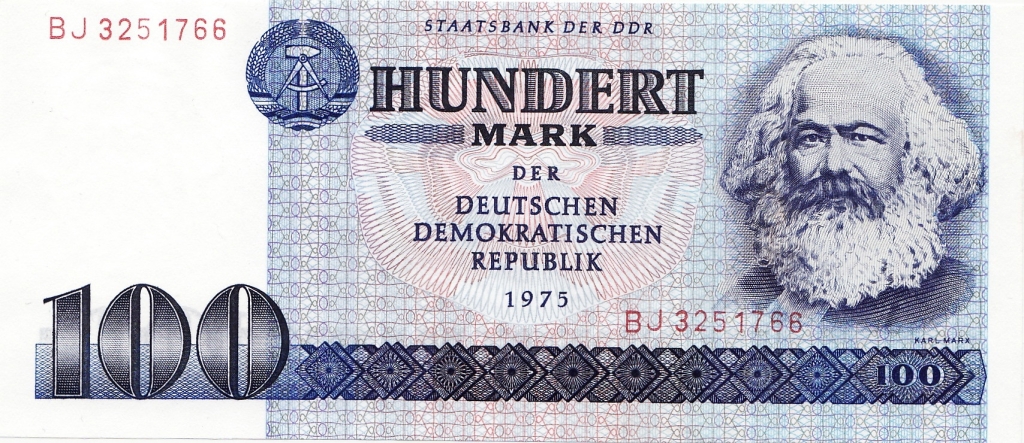 BJ 3251766
STAATSBANK DER DDR
HUNDERT
MARK
DER
DEUTSCHEN
DEMOKRATISCHEN
REPUBLIK
1975
BJ 3251766
KARL MARX
100
100